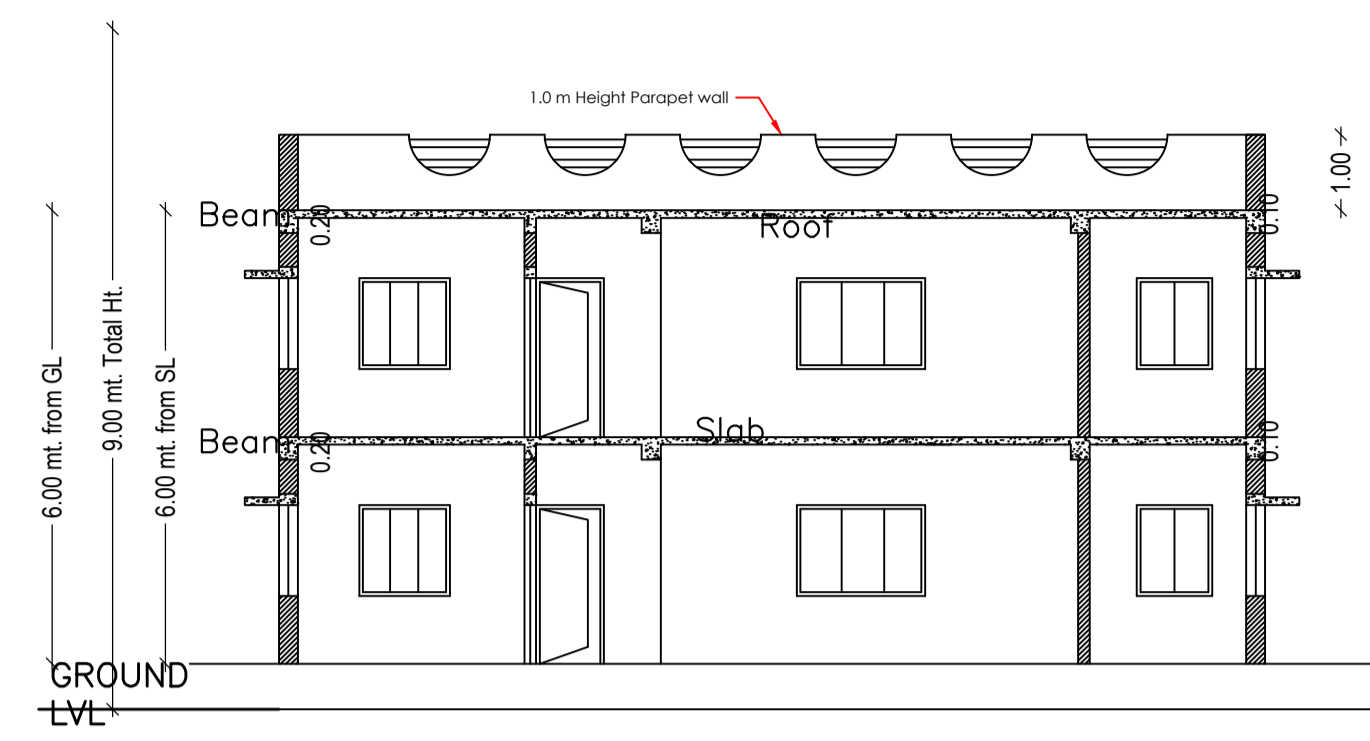 1.0 m Height Parapet wall
1.00
Beam
0.20
0.10
Roof
6.00 mt. from GL
9.00 mt. Total Ht.
6.00 mt. from SL
Slab
Beam
0.20
0.10
GROUND
LVL